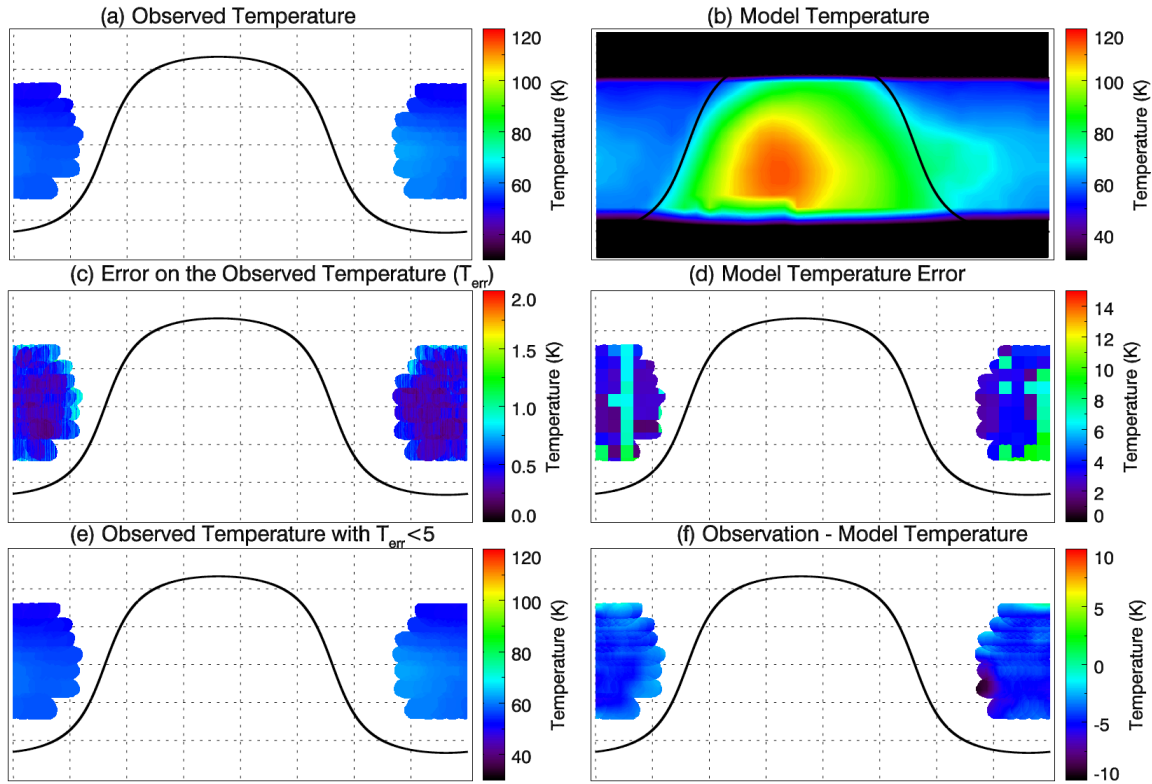 (a) Observed Temperature
120
100
80
60
40
Temperature (K)
(b) Model Temperature
120
100
80
60
40
Temperature (K)
(c) Error on the Observed Temperature (Terr)
2.0
1.5
1.0
0.5
0.0
Temperature (K)
(d) Model Temperature Error
14
12
10
8
6
4
2
0
Temperature (K)
(e) Observed Temperature with Terr<5
120
100
80
60
40
Temperature (K)
(f) Observation - Model Temperature
10
5
0
-5
-10
Temperature (K)